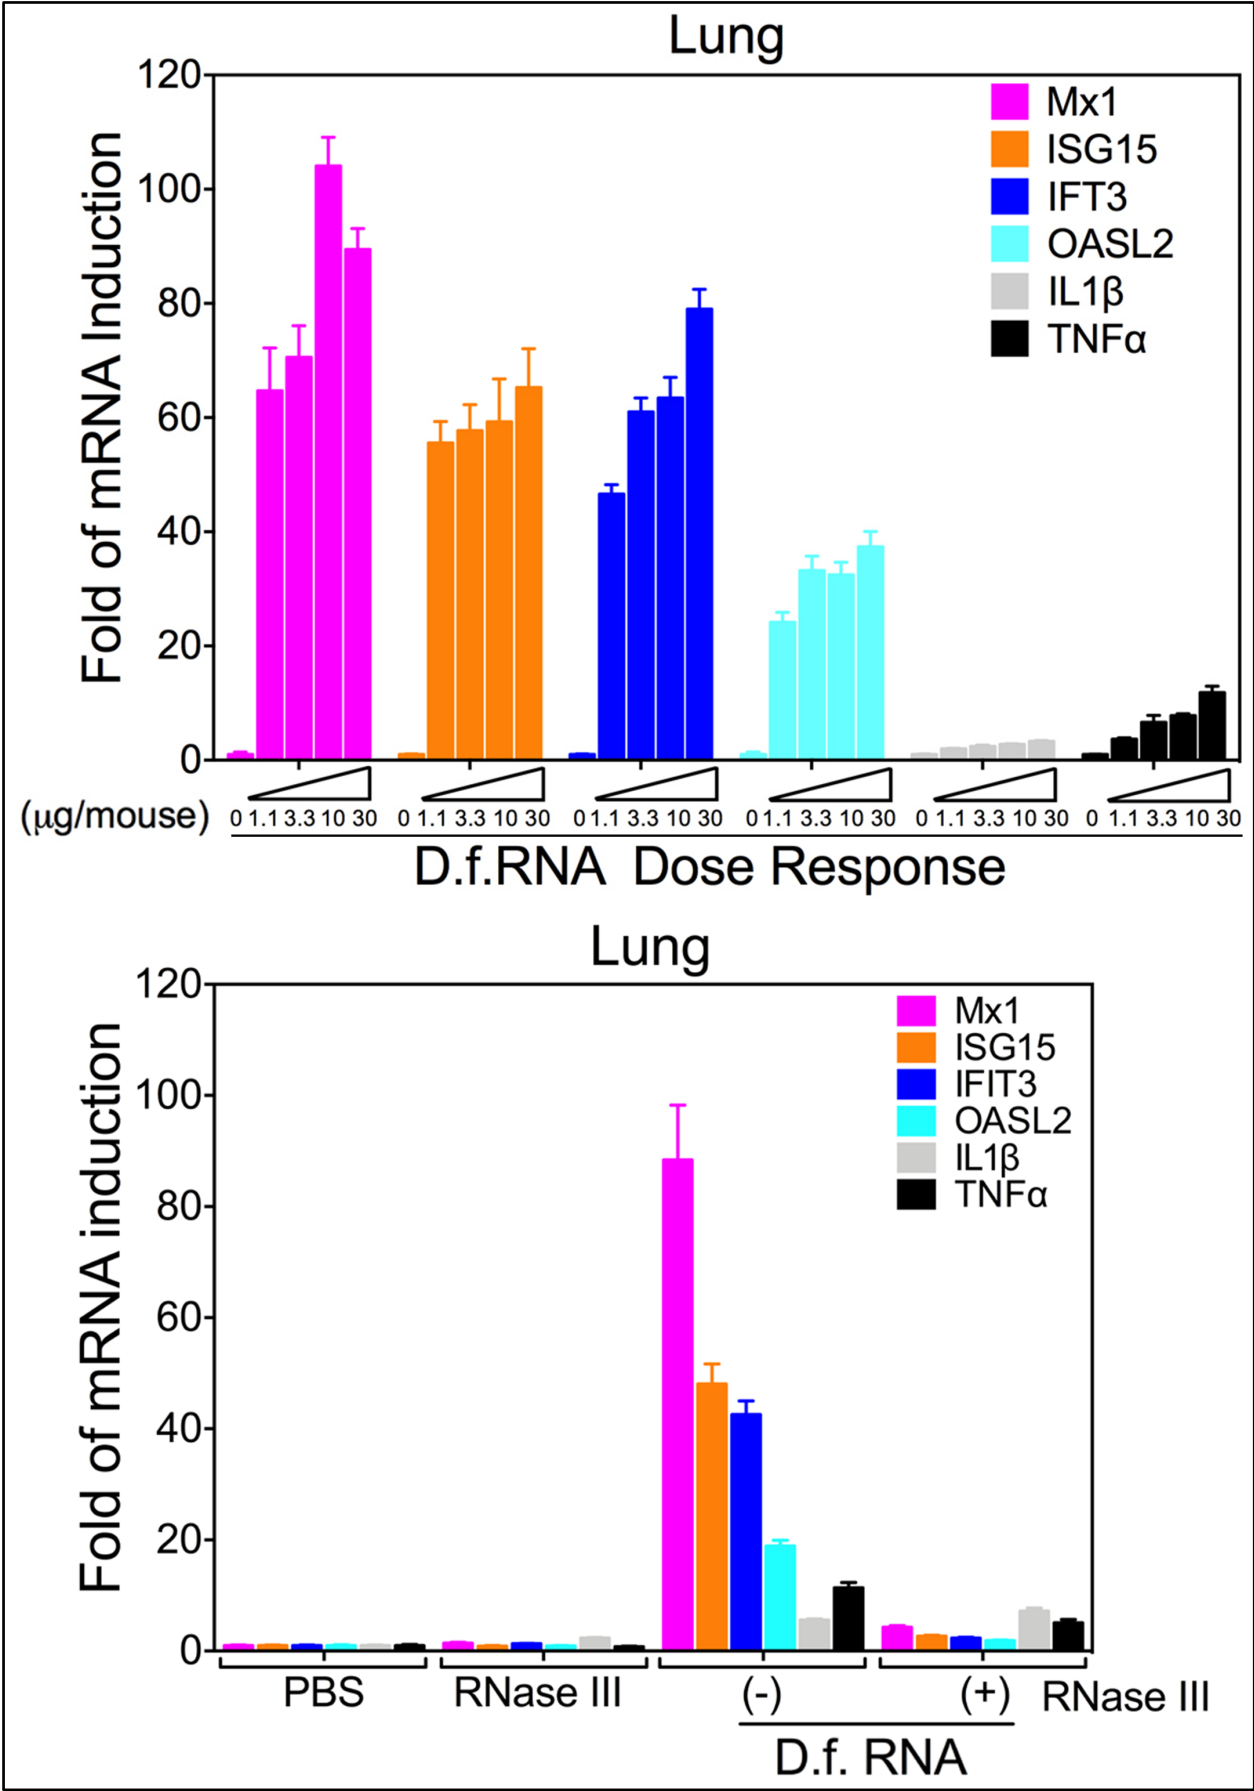 Lung
120
100
80
60
40
20
0
Fold of mRNA Induction
Mx1
ISG15
IFT3
OASL2
IL1β
TNFα
(μg/mouse)
0 1.1 3.3 10 30 0 1.1 3.3 10 30 0 1.1 3.3 10 30 0 1.1 3.3 10 30 0 1.1 3.3 10 30 0 1.1 3.3 10 30
D.f.RNA Dose Response
Lung
120
100
80
60
40
20
0
Fold of mRNA induction
Mx1
ISG15
IFIT3
OASL2
IL1β
TNFα
PBS RNase III (-) (+) RNase III
D.f. RNA